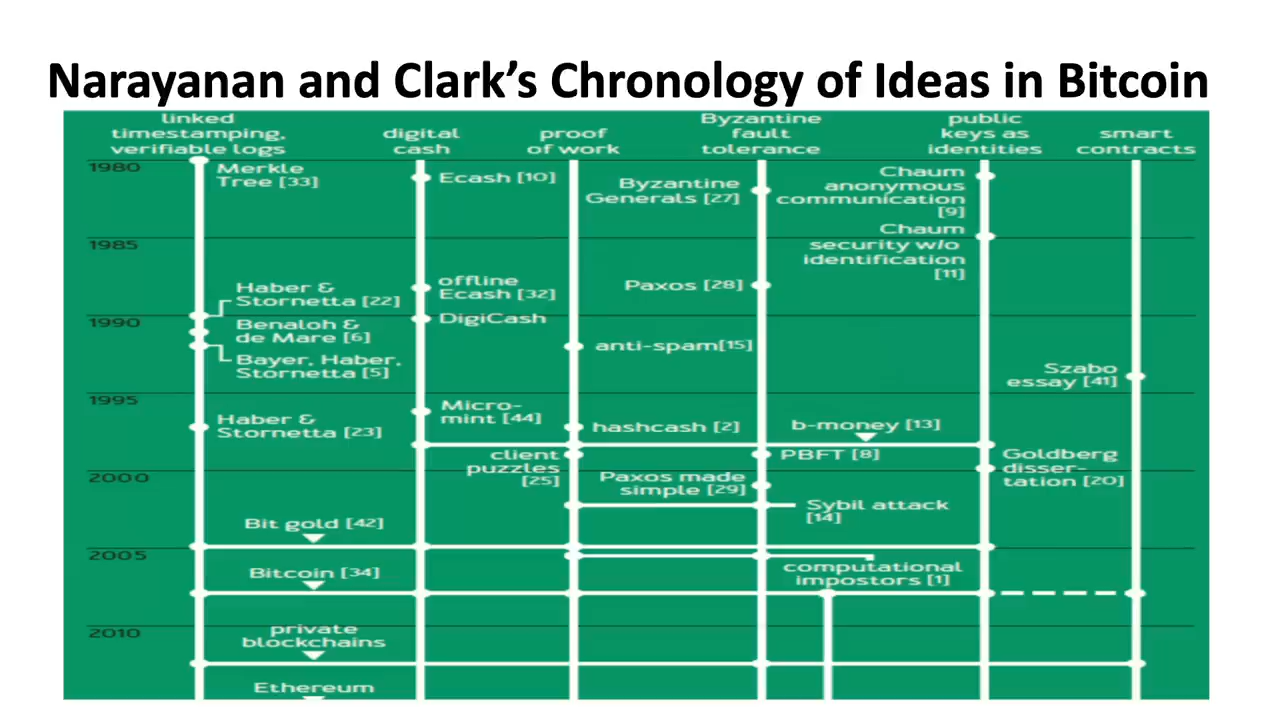 Narayanan and Clark's Chronology of Ideas in Bitcoin
linked
timestamping,
verifiable logs
digital
cash
proof
of work
Byzantine
fault
tolerance
public
keys as
identities
smart
contracts
1980
Merkle
Tree [33]
Ecash [10]
Byzantine
Generals [27]
Chaum
anonymous
communication
[9]
1985
Chaum
security w/o
identification
[11]
Haber &
Stornetta [22]
offline
Ecash [32]
Paxos [28]
1990
Benaloh &
de Mare [6]
DigiCash
Bayer, Haber,
Stornetta [5]
anti-spam[15]
Szabo
essay [41]
1995
Haber &
Stornetta [23]
Micro-
mint [44]
hashcash [2]
b-money [13]
client
puzzles
[25]
PBFT [8]
Goldberg
disser-
tation [20]
2000
Paxos made
simple [29]
Sybil attack
[14]
Bit gold [42]
2005
Bitcoin [34]
computational
impostors [1]
2010
private
blockchains
Ethereum